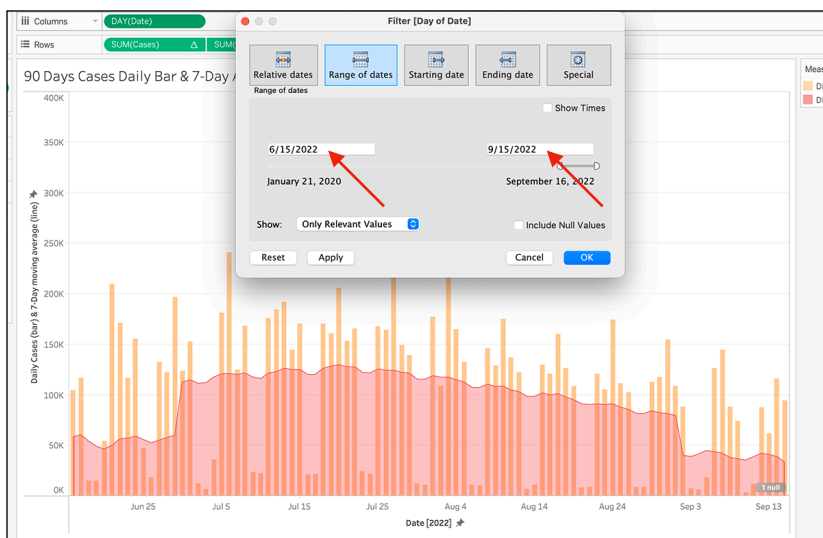 Columns
DAY(Date)
Rows
SUM(Cases)
SUM(
Filter [Day of Date]
Relative dates
Range of dates
Starting date
Ending date
Special
Range of dates
Show Times
6/15/2022
9/15/2022
January 21, 2020
September 16, 2022
Show:
Only Relevant Values
Include Null Values
Reset
Apply
Cancel
OK
90 Days Cases Daily Bar & 7-Day
Meas
Di
Di
400K
350K
300K
250K
200K
150K
100K
50K
0K
Daily Cases (bar) & 7-Day moving average (line)
1 null
Jun 25
Jul 5
Jul 15
Jul 25
Aug 4
Aug 14
Aug 24
Sep 3
Sep 13
Date [2022]